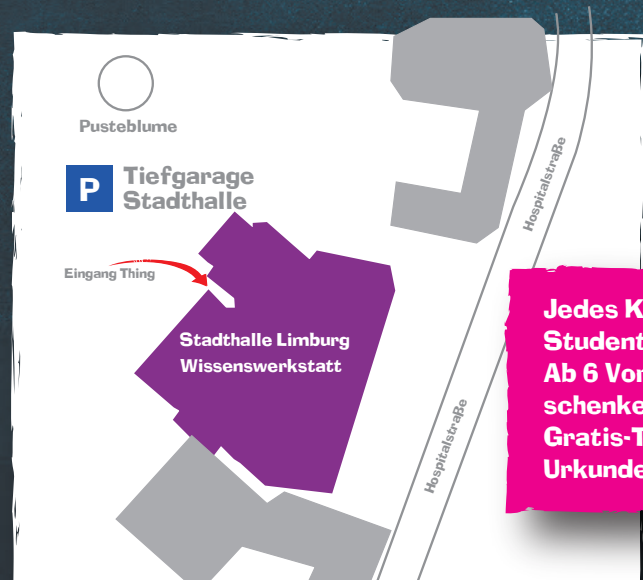 Pusteblume
P
Tiefgarage
Stadthalle
Eingang Thing
Stadthalle Limburg
Wissenswerkstatt
Hospitalstraße
Hospitalstraße
Jedes K
Student
Ab 6 Vor
schenke
Gratis-T
Urkunde